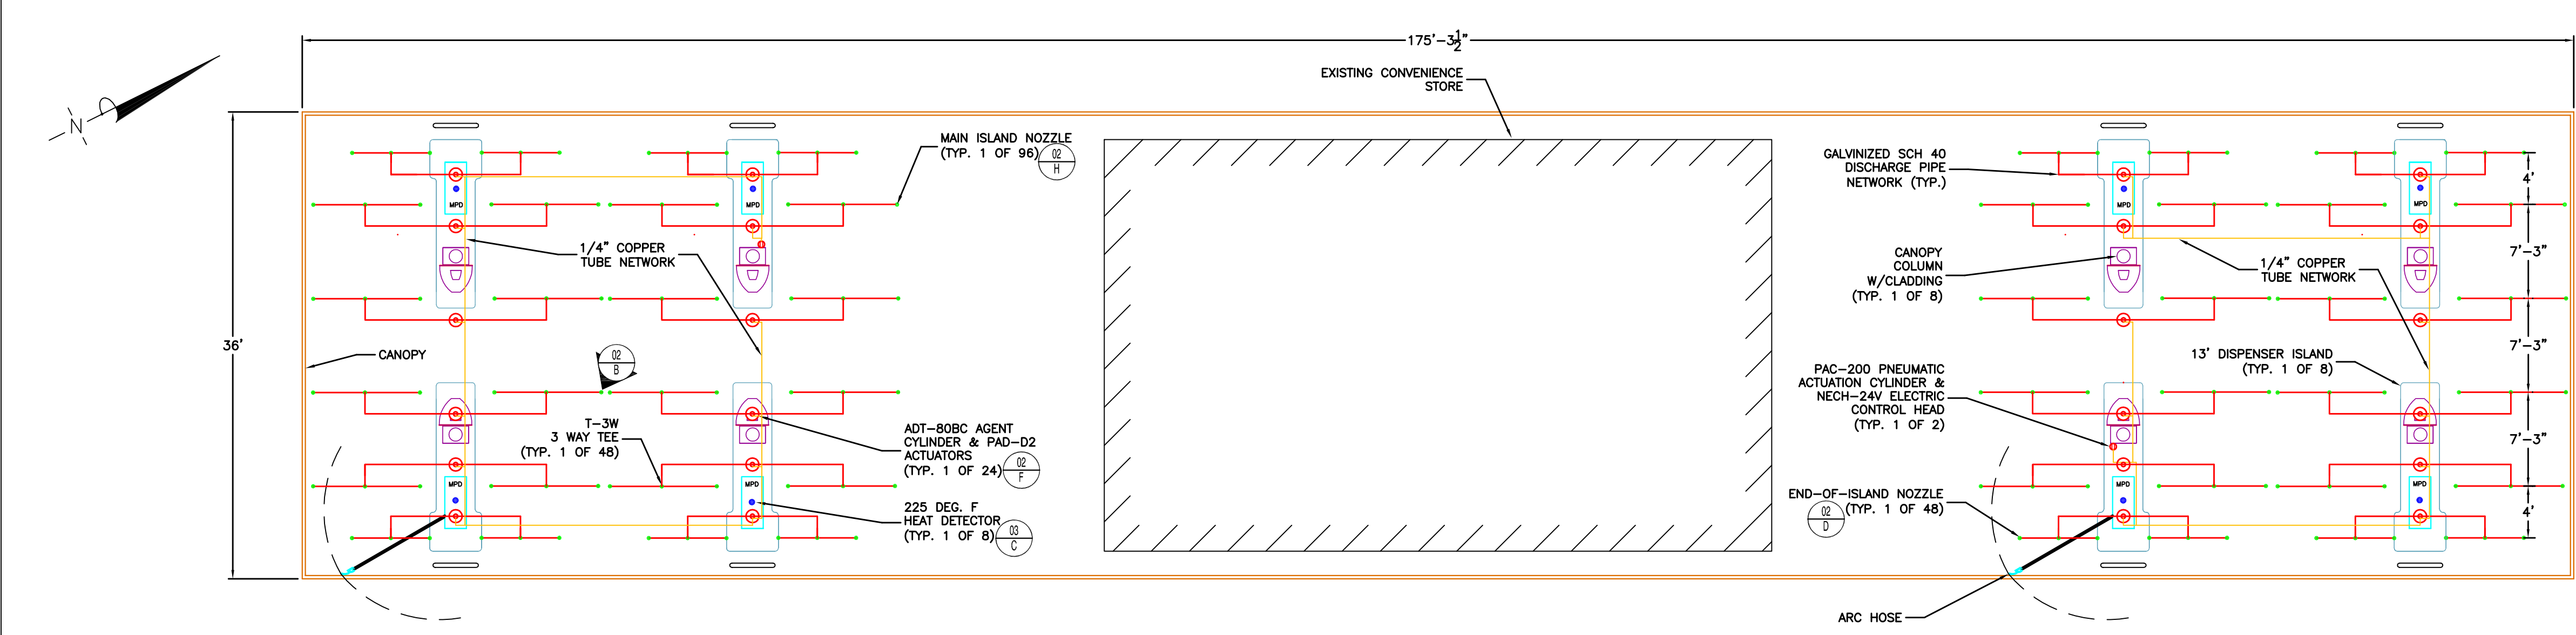 175'-3 1/2"
EXISTING CONVENIENCE
STORE
N
36'
MAIN ISLAND NOZZLE
(TYP. 1 OF 96)
02
H
GALVINIZED SCH 40
DISCHARGE PIPE
NETWORK (TYP.)
MPD
MPD
MPD
MPD
4'
1/4" COPPER
TUBE NETWORK
CANOPY
COLUMN
W/CLADDING
(TYP. 1 OF 8)
1/4" COPPER
TUBE NETWORK
7'-3"
CANOPY
02
B
13' DISPENSER ISLAND
(TYP. 1 OF 8)
7'-3"
PAC-200 PNEUMATIC
ACTUATION CYLINDER &
NECH-24V ELECTRIC
CONTROL HEAD
(TYP. 1 OF 2)
T-3W
3 WAY TEE
(TYP. 1 OF 48)
ADT-80BC AGENT
CYLINDER & PAD-D2
ACTUATORS
(TYP. 1 OF 24)
02
F
7'-3"
MPD
MPD
MPD
MPD
225 DEG. F
HEAT DETECTOR
(TYP. 1 OF 8)
03
C
END-OF-ISLAND NOZZLE
(TYP. 1 OF 48)
02
D
4'
ARC HOSE